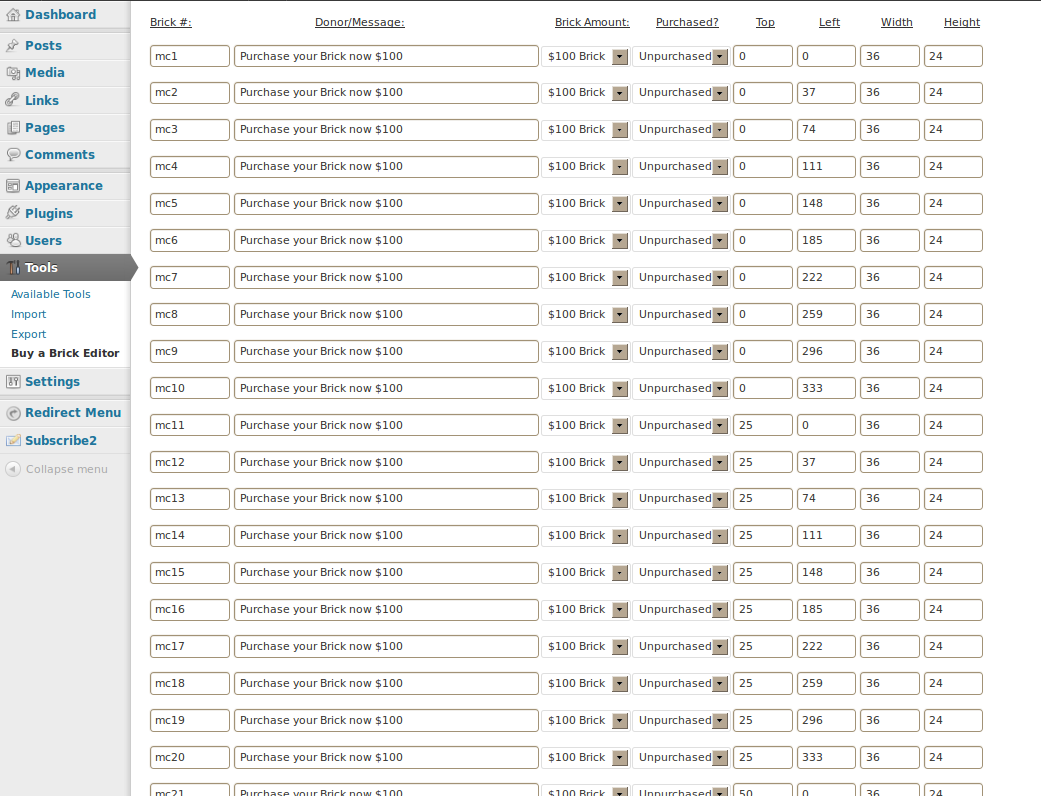 Dashboard
Posts
Media
Links
Pages
Comments
Appearance
Plugins
Users
Tools
Available Tools
Import
Export
Buy a Brick Editor
Settings
Redirect Menu
Subscribe2
Collapse menu
Brick #: Donor/Message: Brick Amount: Purchased? Top Left Width Height
mc1 Purchase your Brick now $100 $100 Brick Unpurchased 0 0 36 24
mc2 Purchase your Brick now $100 $100 Brick Unpurchased 0 37 36 24
mc3 Purchase your Brick now $100 $100 Brick Unpurchased 0 74 36 24
mc4 Purchase your Brick now $100 $100 Brick Unpurchased 0 111 36 24
mc5 Purchase your Brick now $100 $100 Brick Unpurchased 0 148 36 24
mc6 Purchase your Brick now $100 $100 Brick Unpurchased 0 185 36 24
mc7 Purchase your Brick now $100 $100 Brick Unpurchased 0 222 36 24
mc8 Purchase your Brick now $100 $100 Brick Unpurchased 0 259 36 24
mc9 Purchase your Brick now $100 $100 Brick Unpurchased 0 296 36 24
mc10 Purchase your Brick now $100 $100 Brick Unpurchased 0 333 36 24
mc11 Purchase your Brick now $100 $100 Brick Unpurchased 25 0 36 24
mc12 Purchase your Brick now $100 $100 Brick Unpurchased 25 37 36 24
mc13 Purchase your Brick now $100 $100 Brick Unpurchased 25 74 36 24
mc14 Purchase your Brick now $100 $100 Brick Unpurchased 25 111 36 24
mc15 Purchase your Brick now $100 $100 Brick Unpurchased 25 148 36 24
mc16 Purchase your Brick now $100 $100 Brick Unpurchased 25 185 36 24
mc17 Purchase your Brick now $100 $100 Brick Unpurchased 25 222 36 24
mc18 Purchase your Brick now $100 $100 Brick Unpurchased 25 259 36 24
mc19 Purchase your Brick now $100 $100 Brick Unpurchased 25 296 36 24
mc20 Purchase your Brick now $100 $100 Brick Unpurchased 25 333 36 24
mc21 Purchase your Brick now $100 $100 Brick Unpurchased 50 0 36 24